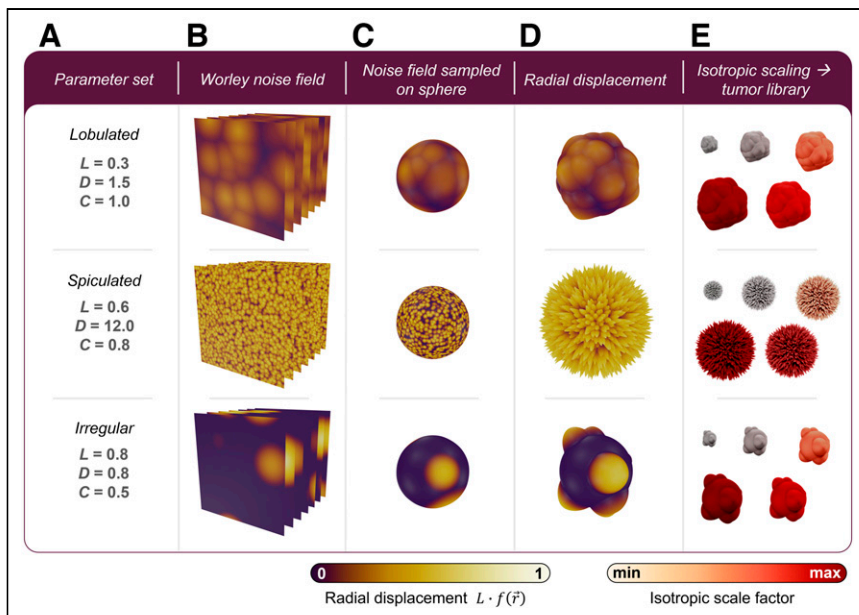 A B C D E
Parameter set
Worley noise field
Noise field sampled
on sphere
Radial displacement
Isotropic scaling →
tumor library
Lobulated
L = 0.3
D = 1.5
C = 1.0
Spiculated
L = 0.6
D = 12.0
C = 0.8
Irregular
L = 0.8
D = 0.8
C = 0.5
0 1
Radial displacement L · f(r⃗)
min max
Isotropic scale factor